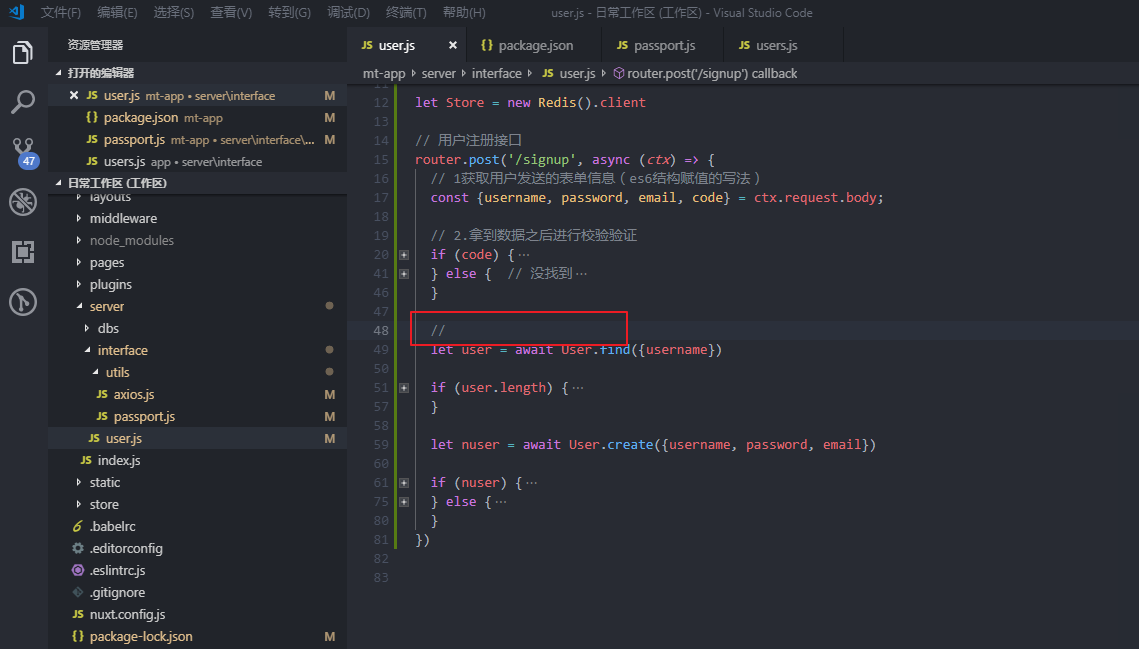 文件(F) 编辑(E) 选择(S) 查看(V) 转到(G) 调试(D) 终端(T) 帮助(H) user.js - 日常工作区 (工作区) - Visual Studio Code
资源管理器
打开的编辑器
JS user.js mt-app • server\interface M
{} package.json mt-app M
JS passport.js mt-app • server\interface\... M
JS users.js app • server\interface
47
日常工作区 (工作区)
layouts
middleware
node_modules
pages
plugins
server
dbs
interface
utils
JS axios.js M
JS passport.js M
JS user.js M
JS index.js
static
store
.babelrc
.editorconfig
.eslintrc.js
.gitignore
JS nuxt.config.js
{} package-lock.json M
JS user.js × {} package.json JS passport.js JS users.js
mt-app server interface JS user.js router.post('/signup') callback
11
12 let Store = new Redis().client
13
14 // 用户注册接口
15 router.post('/signup', async (ctx) => {
16 // 1获取用户发送的表单信息（es6结构赋值的写法）
17 const {username, password, email, code} = ctx.request.body;
18
19 // 2.拿到数据之后进行校验验证
20 if (code) {…
41 } else { // 没找到…
46 }
47
48 //
49 let user = await User.find({username})
50
51 if (user.length) {…
57 }
58
59 let nuser = await User.create({username, password, email})
60
61 if (nuser) {…
75 } else {…
80 }
81 })
82
83